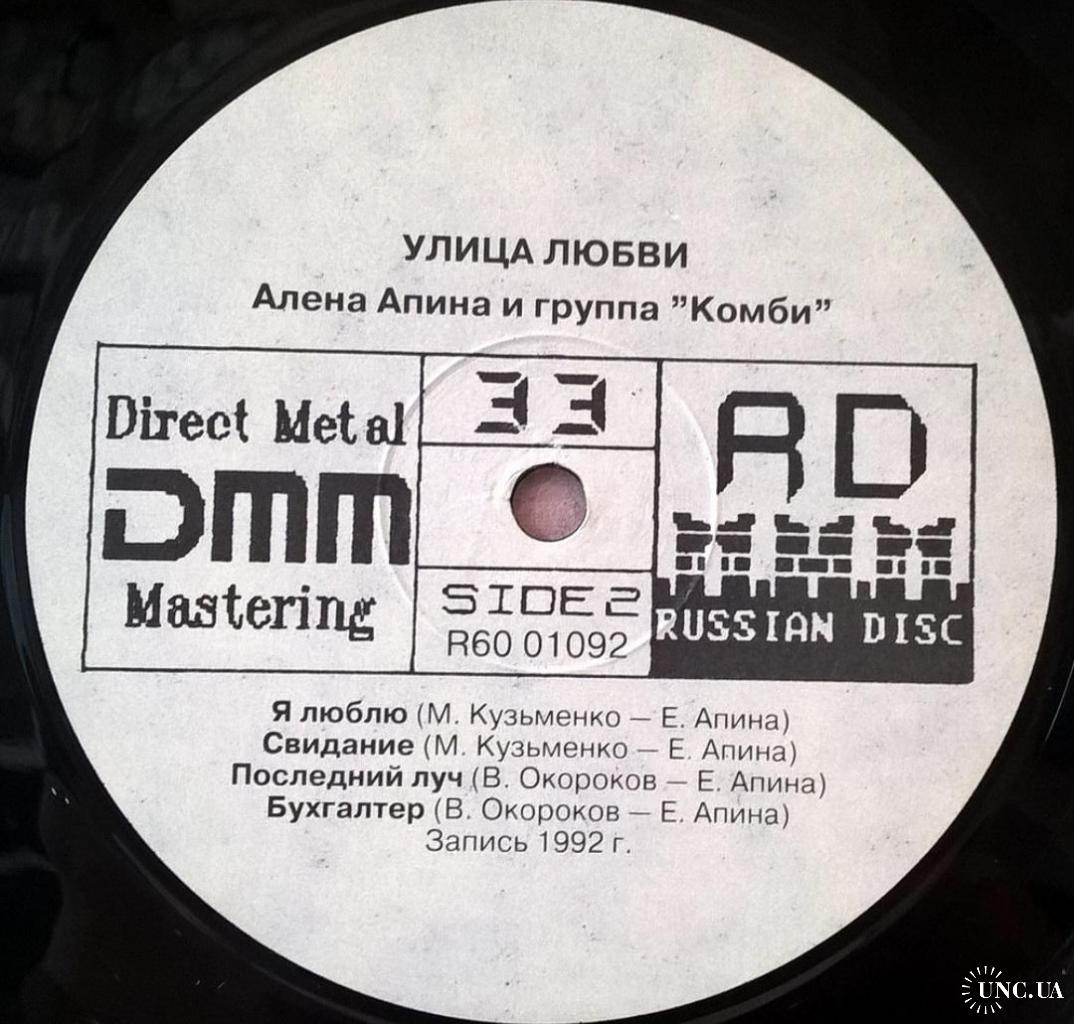 УЛИЦА ЛЮБВИ
Алена Апина и группа ”Комби”
Direct Metal
DMM
Mastering
33
SIDE 2
R60 01092
RD
RUSSIAN DISC
Я люблю (М. Кузьменко — Е. Апина)
Свидание (М. Кузьменко — Е. Апина)
Последний луч (В. Окороков — Е. Апина)
Бухгалтер (В. Окороков — Е. Апина)
Запись 1992 г.
UNC.UA